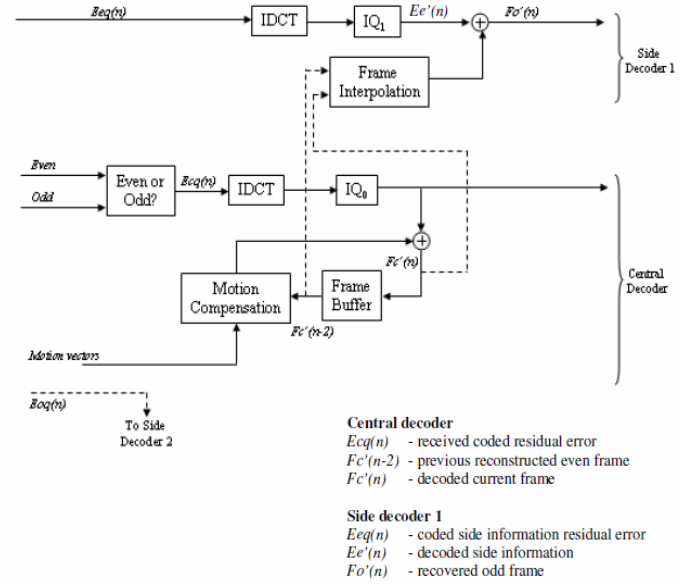 Eeq(n)
IDCT
IQ1
Ee'(n)
Fo'(n)
Side
Decoder 1
Frame
Interpolation
Even
Odd
Even or
Odd?
Ecq(n)
IDCT
IQ0
Fc'(n)
Central
Decoder
Motion
Compensation
Frame
Buffer
Fc'(n-2)
Motion vectors
Eoq(n)
To Side
Decoder 2
Central decoder
Ecq(n) - received coded residual error
Fc'(n-2) - previous reconstructed even frame
Fc'(n) - decoded current frame
Side decoder 1
Eeq(n) - coded side information residual error
Ee'(n) - decoded side information
Fo'(n) - recovered odd frame